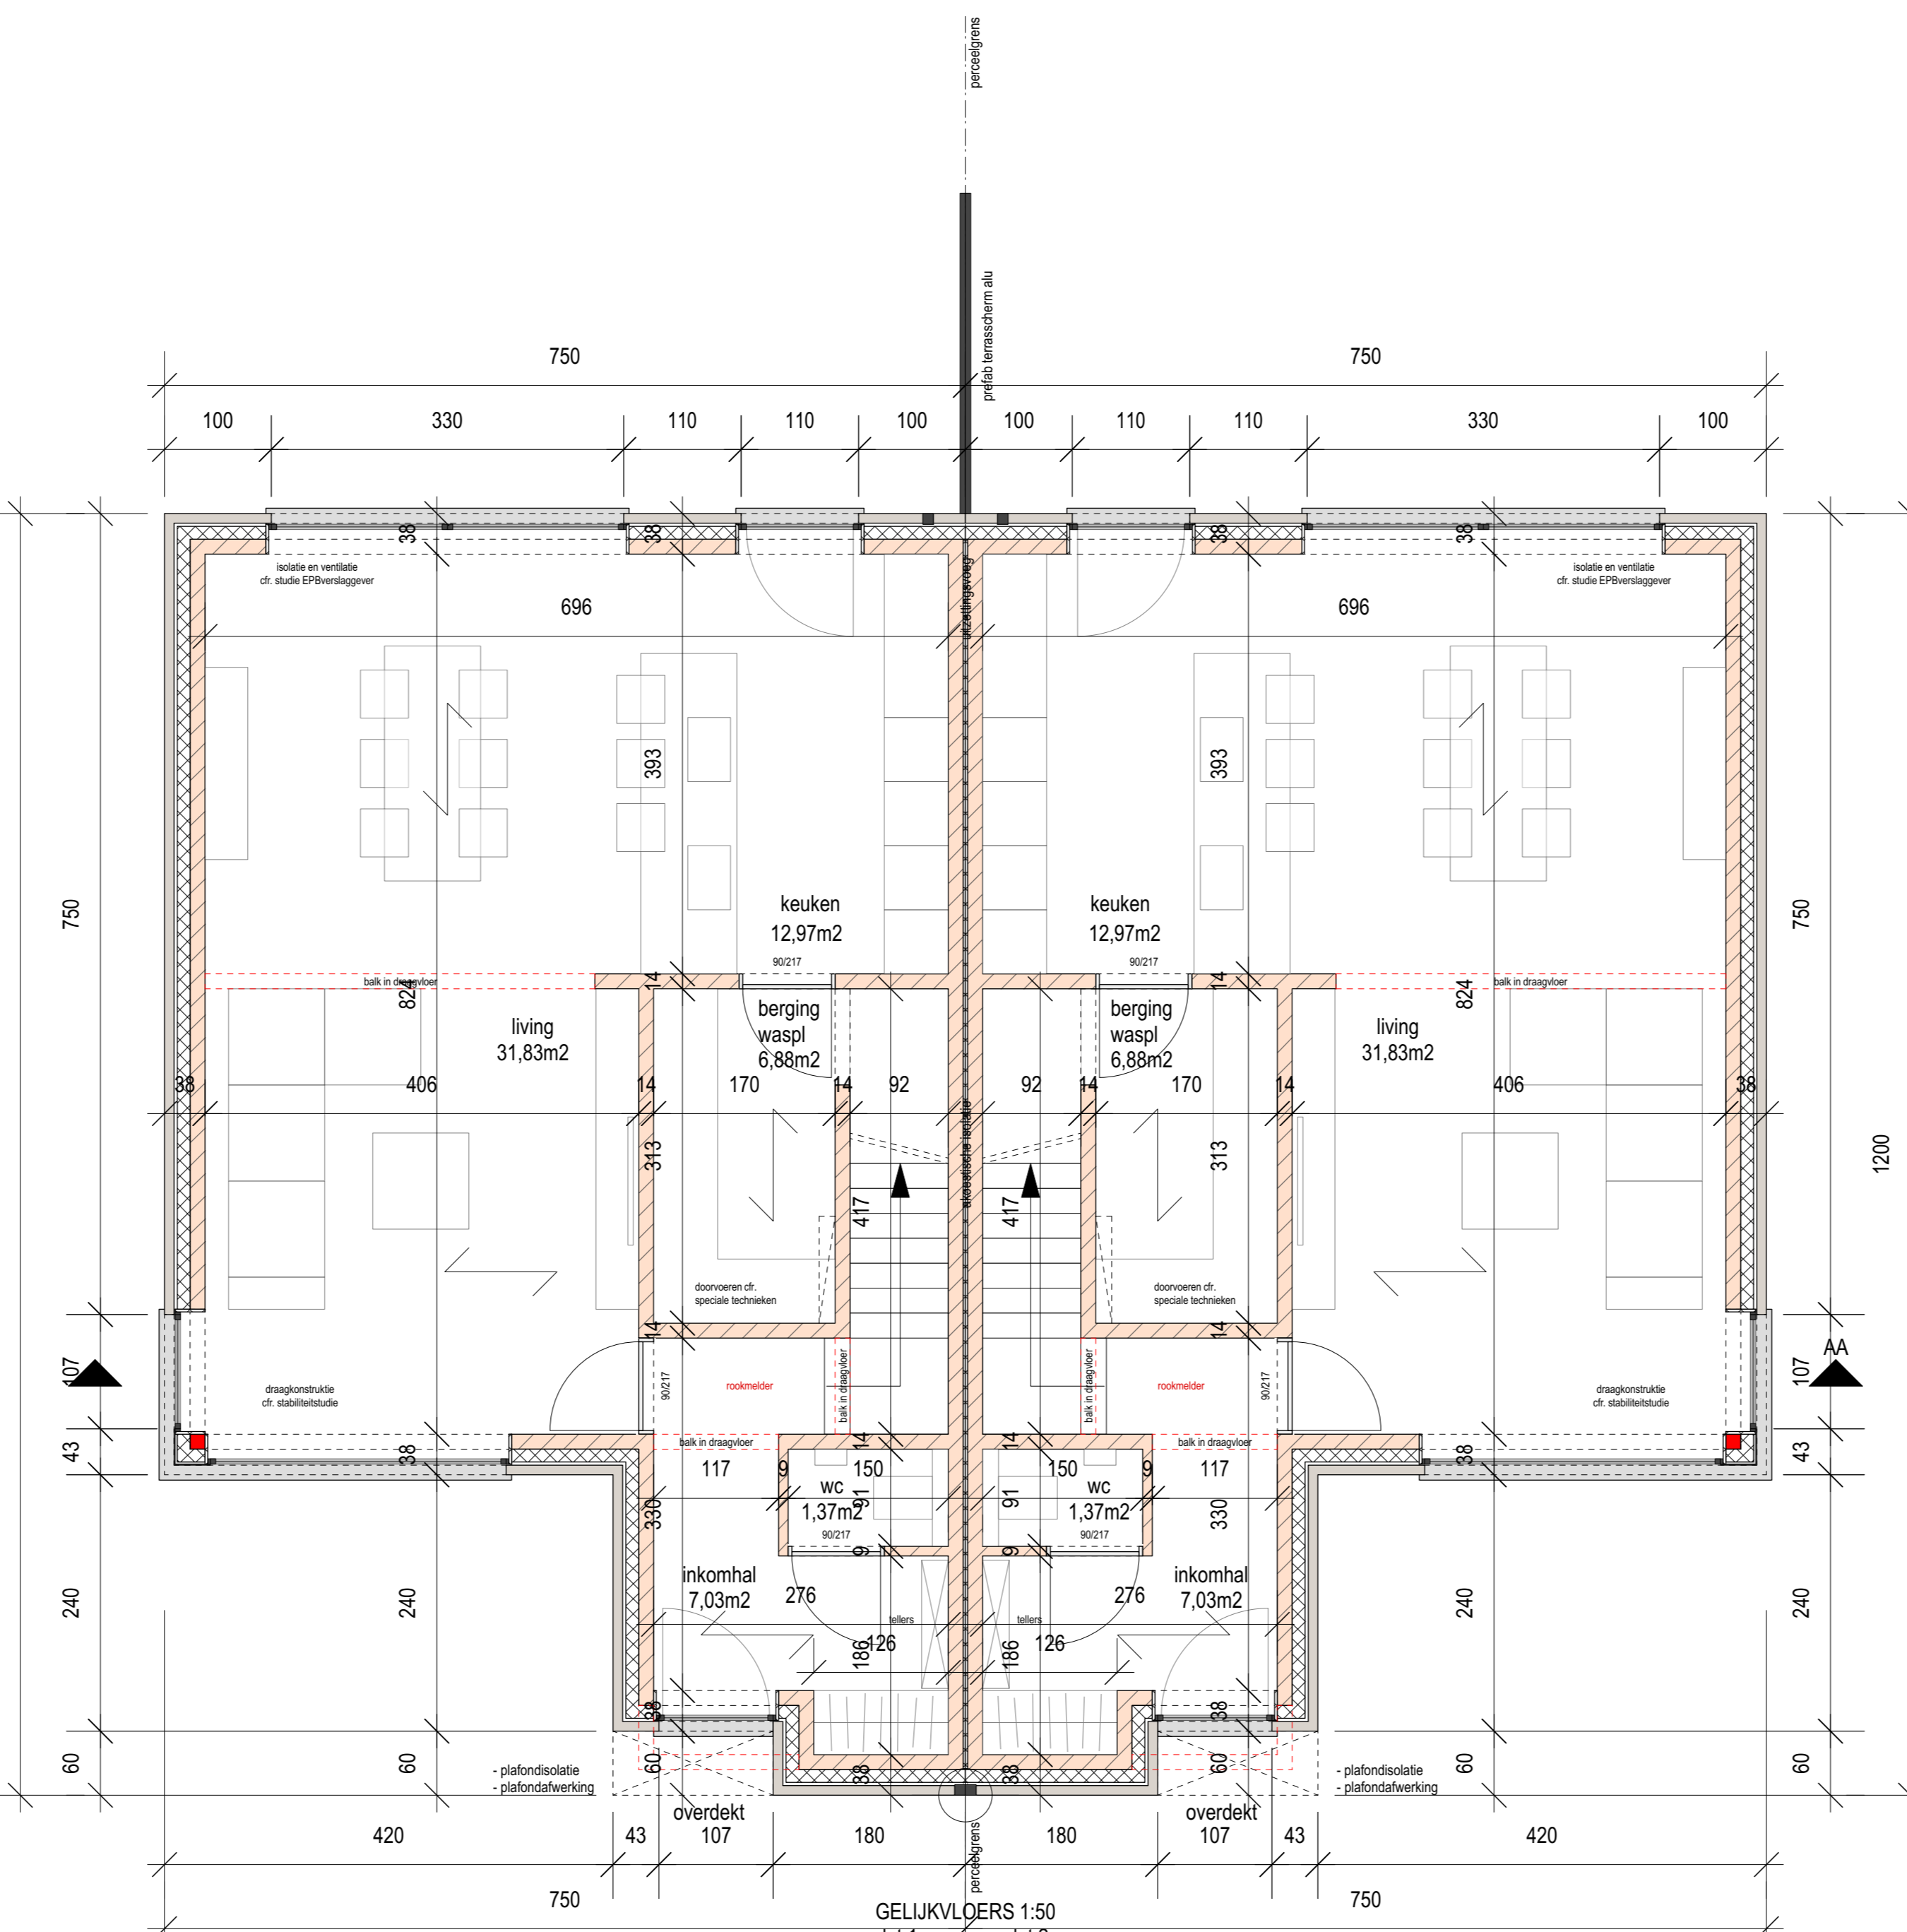 perceelgrens
prefab terrasscherm alu
750 750
100 330 110 110 100 100 110 110 330 100
38 38 38 38
isolatie en ventilatie
cfr. studie EPBverslaggever
isolatie en ventilatie
cfr. studie EPBverslaggever
uitzettingsvoeg
696 696
393 393
750 750
keuken
12,97m2
90/217
keuken
12,97m2
90/217
balk in draagvloer
824
14
14
balk in draagvloer
824
living
31,83m2
berging
waspl
6,88m2
berging
waspl
6,88m2
living
31,83m2
38 406 14 170 14 92 92 14 170 14 406 38
akoestische isolatie
313 313
1200
417 417
doorvoeren cfr.
speciale technieken
doorvoeren cfr.
speciale technieken
14 14
107
AA
107
90/217
rookmelder
balk in draagvloer
balk in draagvloer
rookmelder
90/217
draagkonstruktie
cfr. stabiliteitstudie
draagkonstruktie
cfr. stabiliteitstudie
43 38
balk in draagvloer
14 14
balk in draagvloer
38 43
117 9 150 150 9 117
wc
1,37m2
90/217
wc
1,37m2
90/217
330 91 91 330
9 9
inkomhal
7,03m2
inkomhal
7,03m2
240 240 276 276 240 240
tellers tellers
126 126
186 186
38 38
60 60 60 60 60 60
38 38
- plafondisolatie
- plafondafwerking
- plafondisolatie
- plafondafwerking
overdekt overdekt
420 43 107 180 180 107 43 420
perceelgrens
750 750
GELIJKVLOERS 1:50